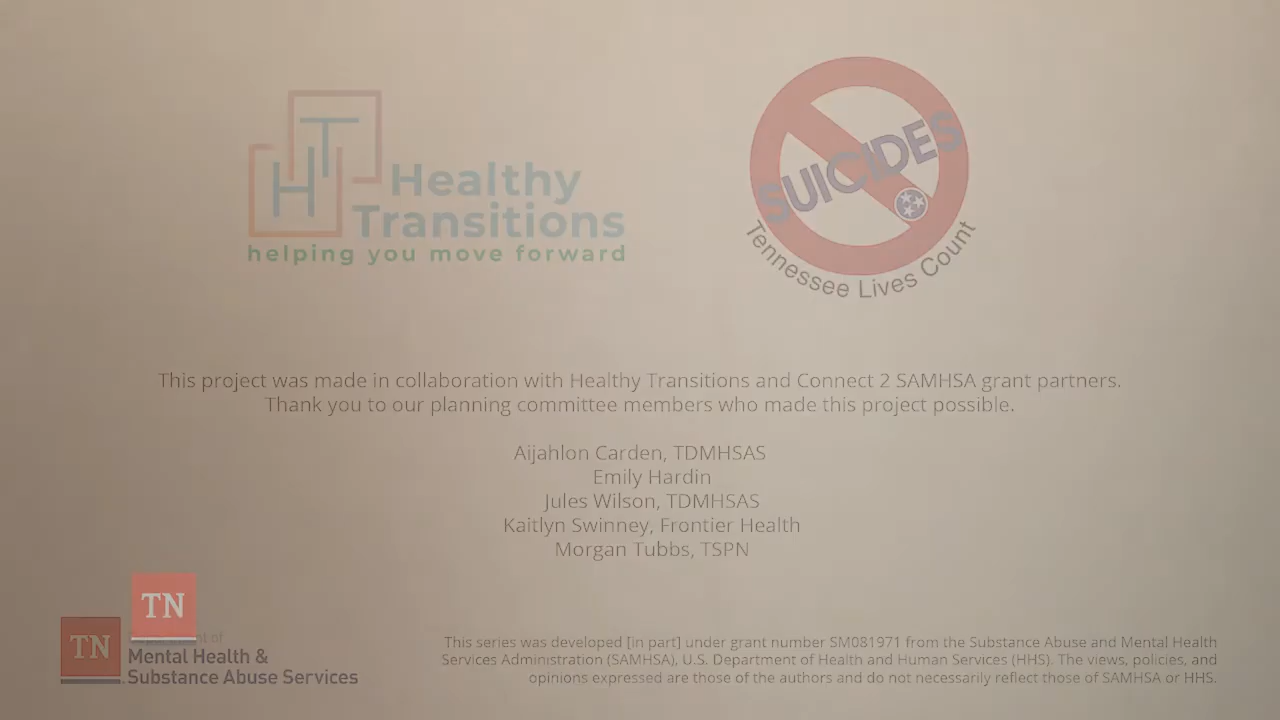 HT
Healthy
Transitions
helping you move forward
SUICIDES
Tennessee Lives Count
This project was made in collaboration with Healthy Transitions and Connect 2 SAMHSA grant partners.
Thank you to our planning committee members who made this project possible.
Aijahlon Carden, TDMHSAS
Emily Hardin
Jules Wilson, TDMHSAS
Kaitlyn Swinney, Frontier Health
Morgan Tubbs, TSPN
TN
TN
of
Mental Health &
Substance Abuse Services
This series was developed [in part] under grant number SM081971 from the Substance Abuse and Mental Health
Services Administration (SAMHSA), U.S. Department of Health and Human Services (HHS). The views, policies, and
opinions expressed are those of the authors and do not necessarily reflect those of SAMHSA or HHS.